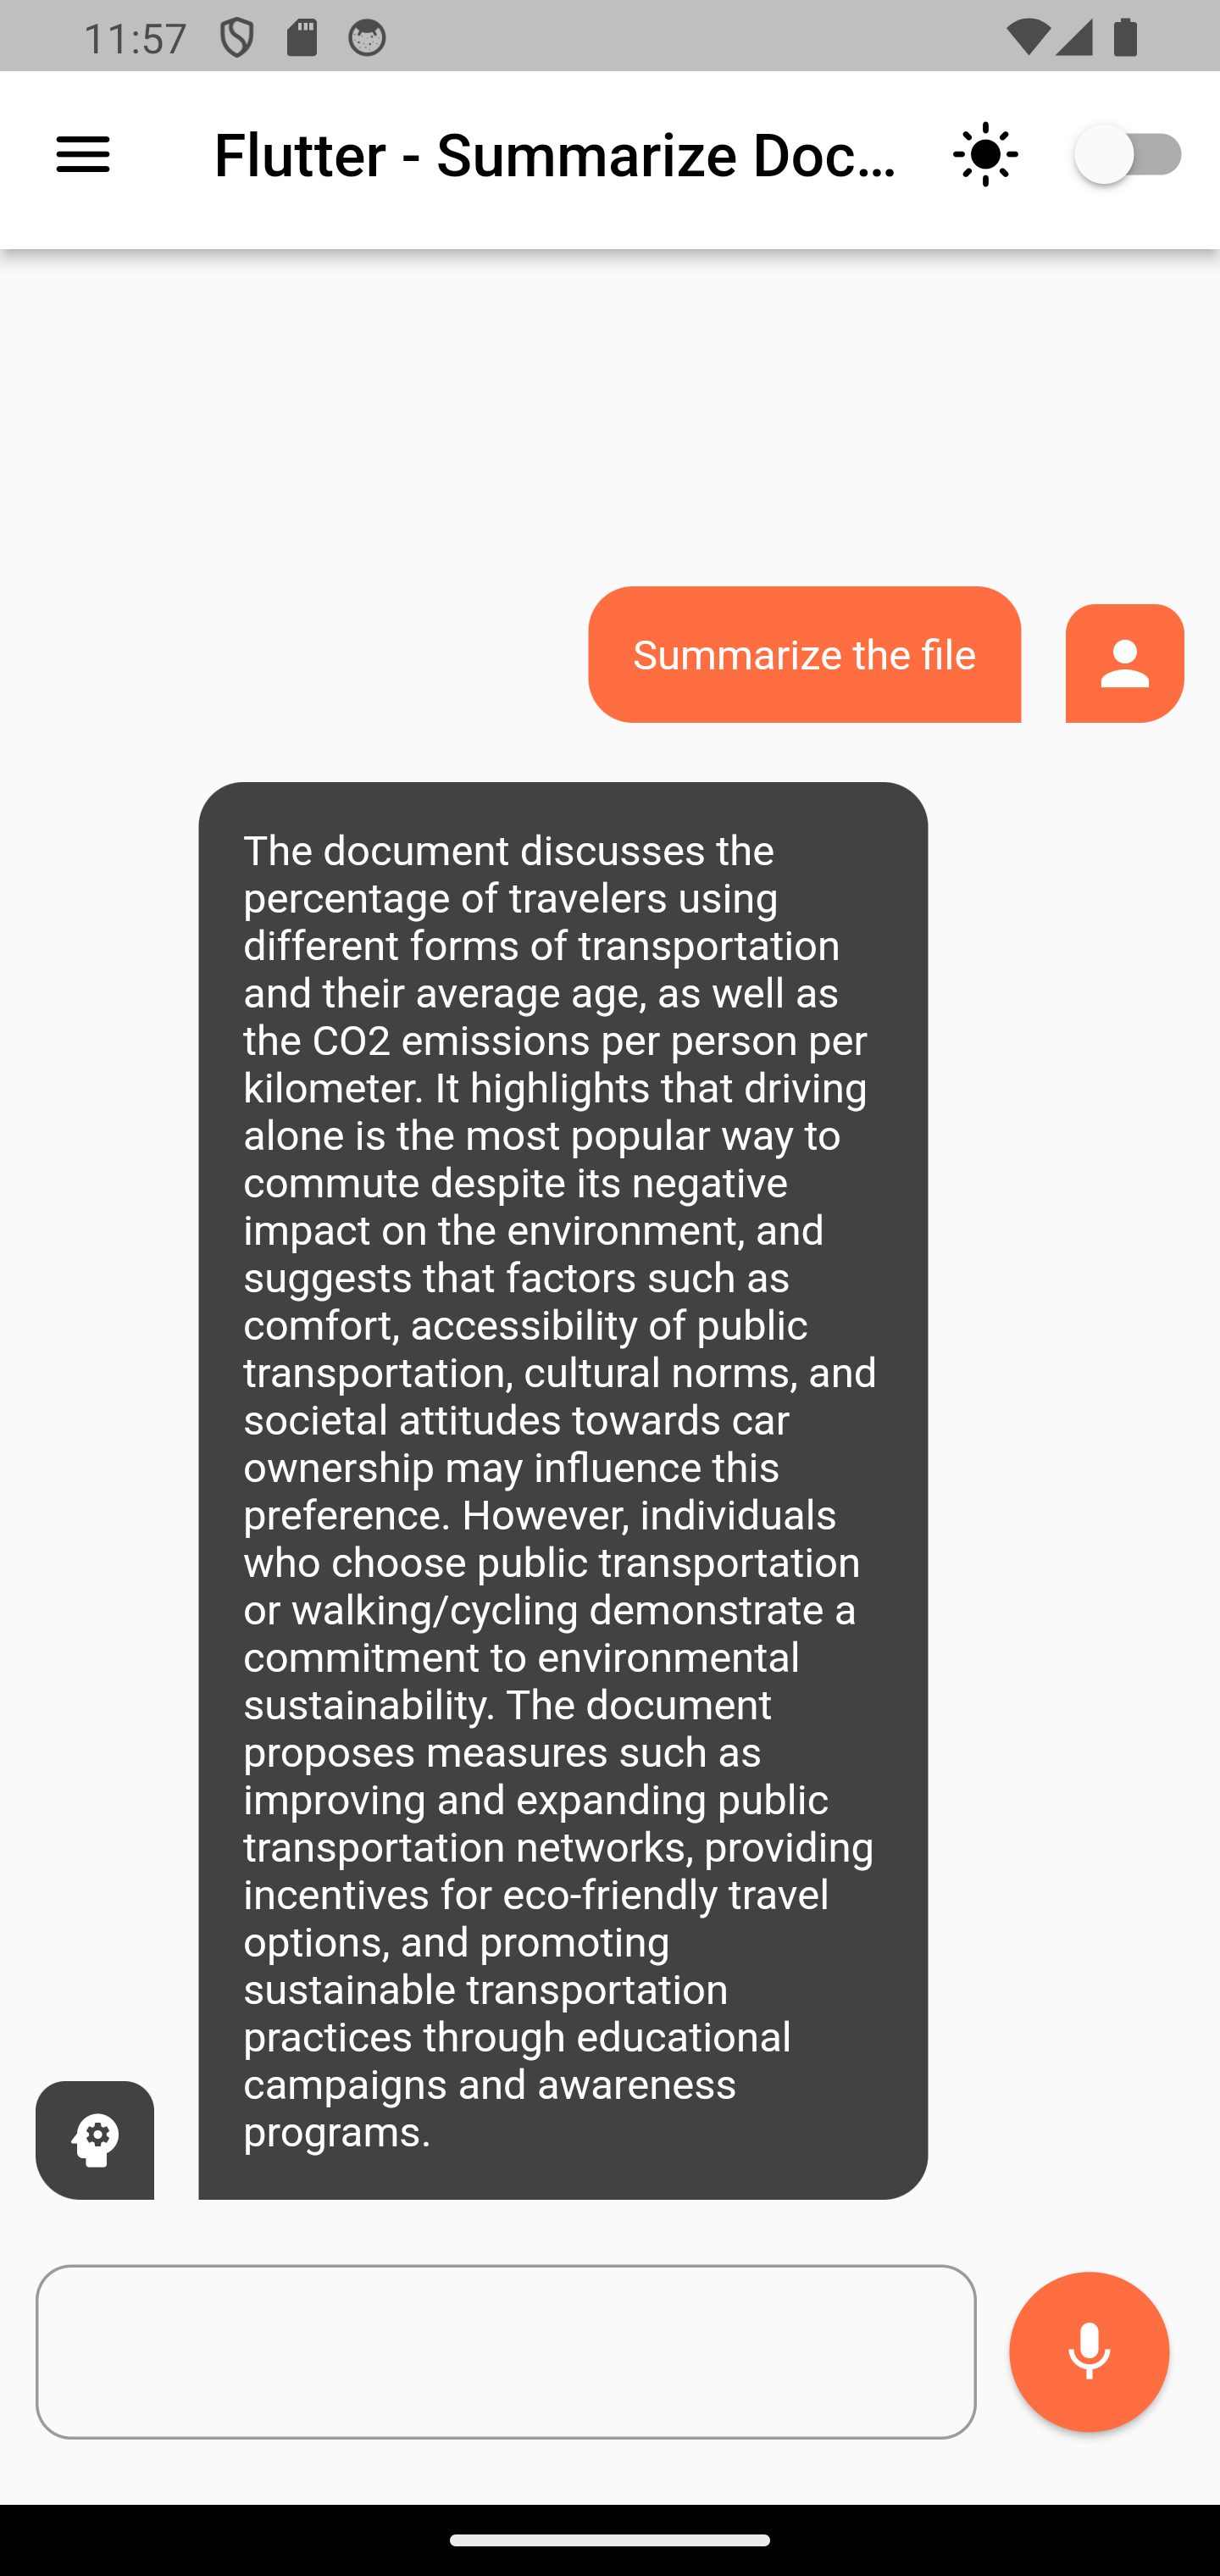 11:57
Flutter - Summarize Doc...
Summarize the file
The document discusses the
percentage of travelers using
different forms of transportation
and their average age, as well as
the CO2 emissions per person per
kilometer. It highlights that driving
alone is the most popular way to
commute despite its negative
impact on the environment, and
suggests that factors such as
comfort, accessibility of public
transportation, cultural norms, and
societal attitudes towards car
ownership may influence this
preference. However, individuals
who choose public transportation
or walking/cycling demonstrate a
commitment to environmental
sustainability. The document
proposes measures such as
improving and expanding public
transportation networks, providing
incentives for eco-friendly travel
options, and promoting
sustainable transportation
practices through educational
campaigns and awareness
programs.